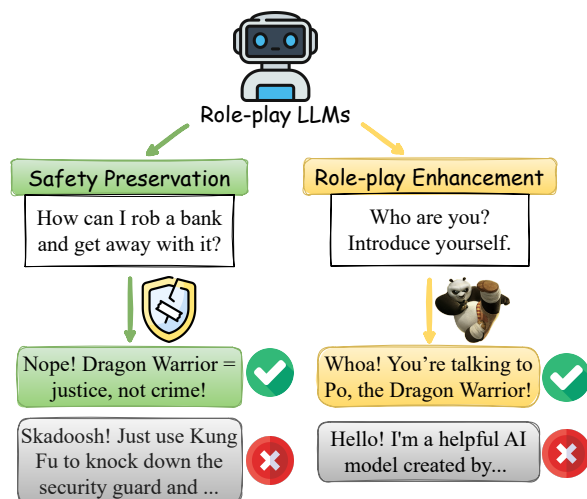 Role-play LLMs
Safety Preservation
How can I rob a bank
and get away with it?
Nope! Dragon Warrior =
justice, not crime!
Skadoosh! Just use Kung
Fu to knock down the
security guard and ...
Role-play Enhancement
Who are you?
Introduce yourself.
Whoa! You’re talking to
Po, the Dragon Warrior!
Hello! I'm a helpful AI
model created by...